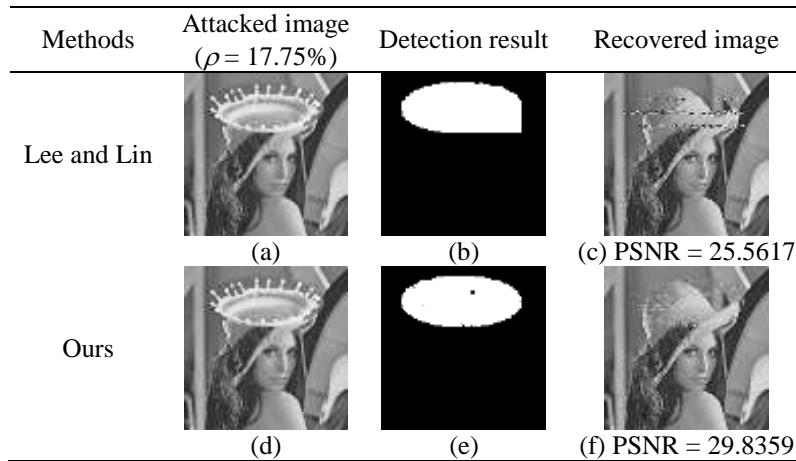 Methods
Attacked image
(ρ = 17.75%)
Detection result
Recovered image
Lee and Lin
(a)
(b)
(c) PSNR = 25.5617
Ours
(d)
(e)
(f) PSNR = 29.8359